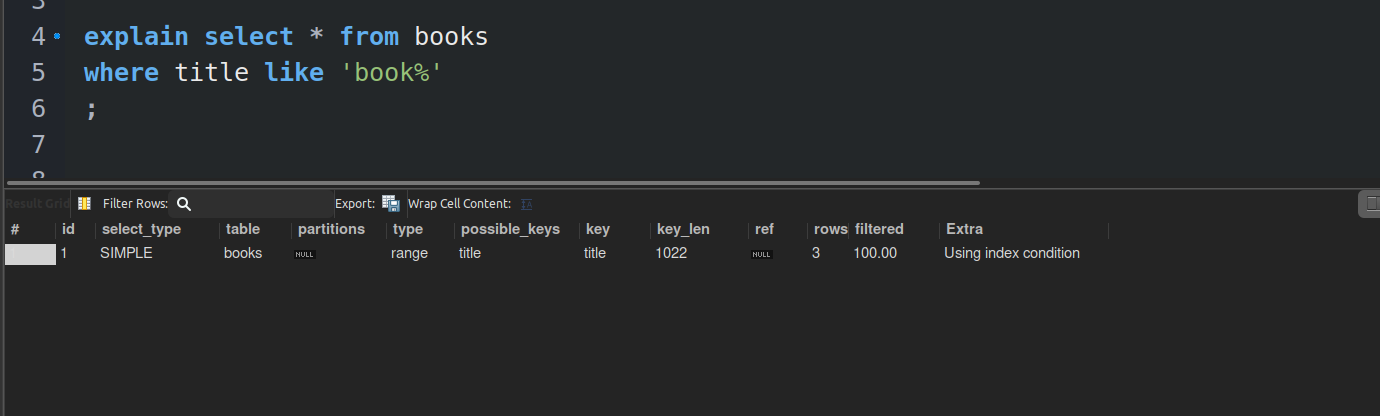 3
4 explain select * from books
5 where title like 'book%'
6 ;
7
8
Result Grid Filter Rows: Export: Wrap Cell Content: IA
# id select_type table partitions type possible_keys key key_len ref rows filtered Extra
1 SIMPLE books NULL range title title 1022 NULL 3 100.00 Using index condition